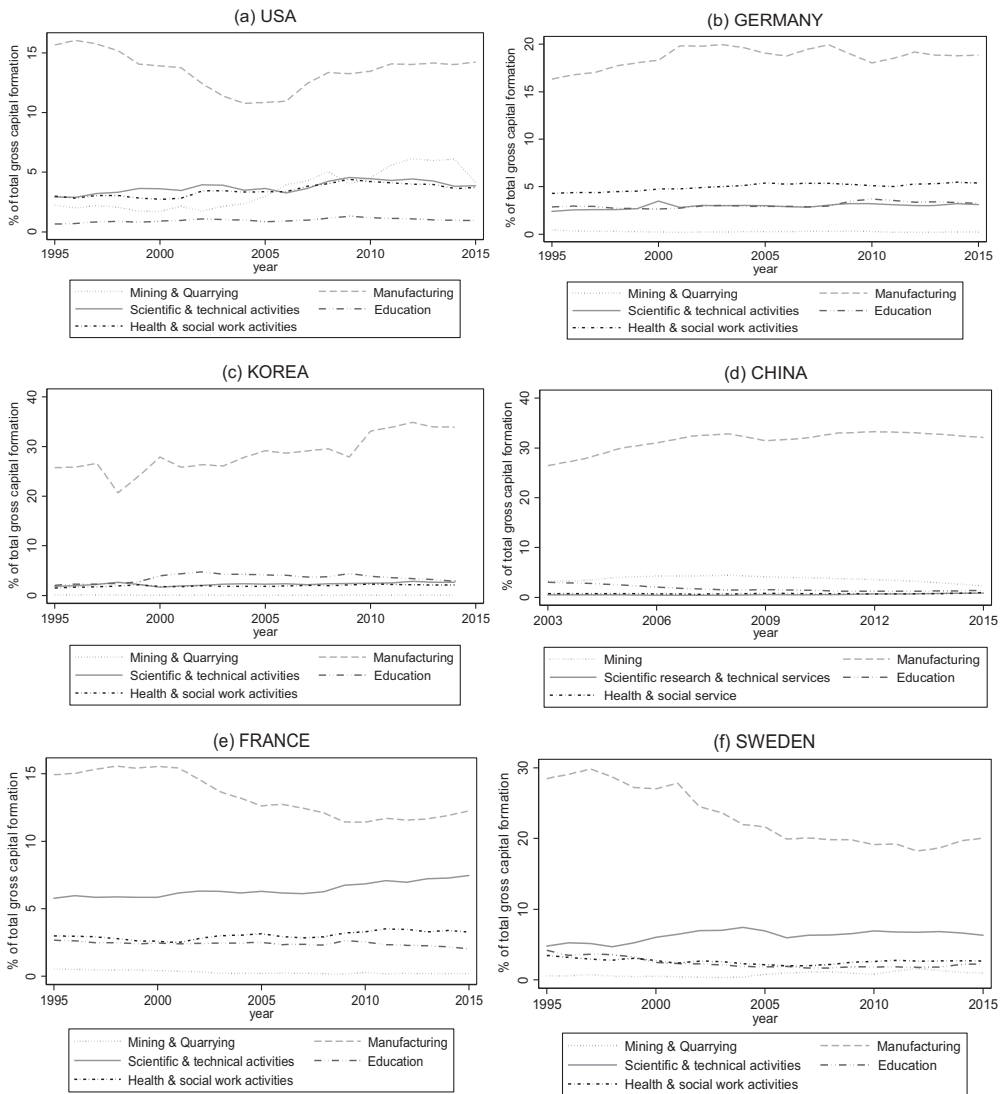 (a) USA
% of total gross capital formation
15
10
5
0
1995 2000 2005 2010 2015
year
Mining & Quarrying Manufacturing
Scientific & technical activities Education
Health & social work activities
(b) GERMANY
% of total gross capital formation
20
15
10
5
0
1995 2000 2005 2010 2015
year
Mining & Quarrying Manufacturing
Scientific & technical activities Education
Health & social work activities
(c) KOREA
% of total gross capital formation
40
30
20
10
0
1995 2000 2005 2010 2015
year
Mining & Quarrying Manufacturing
Scientific & technical activities Education
Health & social work activities
(d) CHINA
% of total gross capital formation
40
30
20
10
0
2003 2006 2009 2012 2015
year
Mining Manufacturing
Scientific research & technical services Education
Health & social service
(e) FRANCE
% of total gross capital formation
15
10
5
0
1995 2000 2005 2010 2015
year
Mining & Quarrying Manufacturing
Scientific & technical activities Education
Health & social work activities
(f) SWEDEN
% of total gross capital formation
30
20
10
0
1995 2000 2005 2010 2015
year
Mining & Quarrying Manufacturing
Scientific & technical activities Education
Health & social work activities